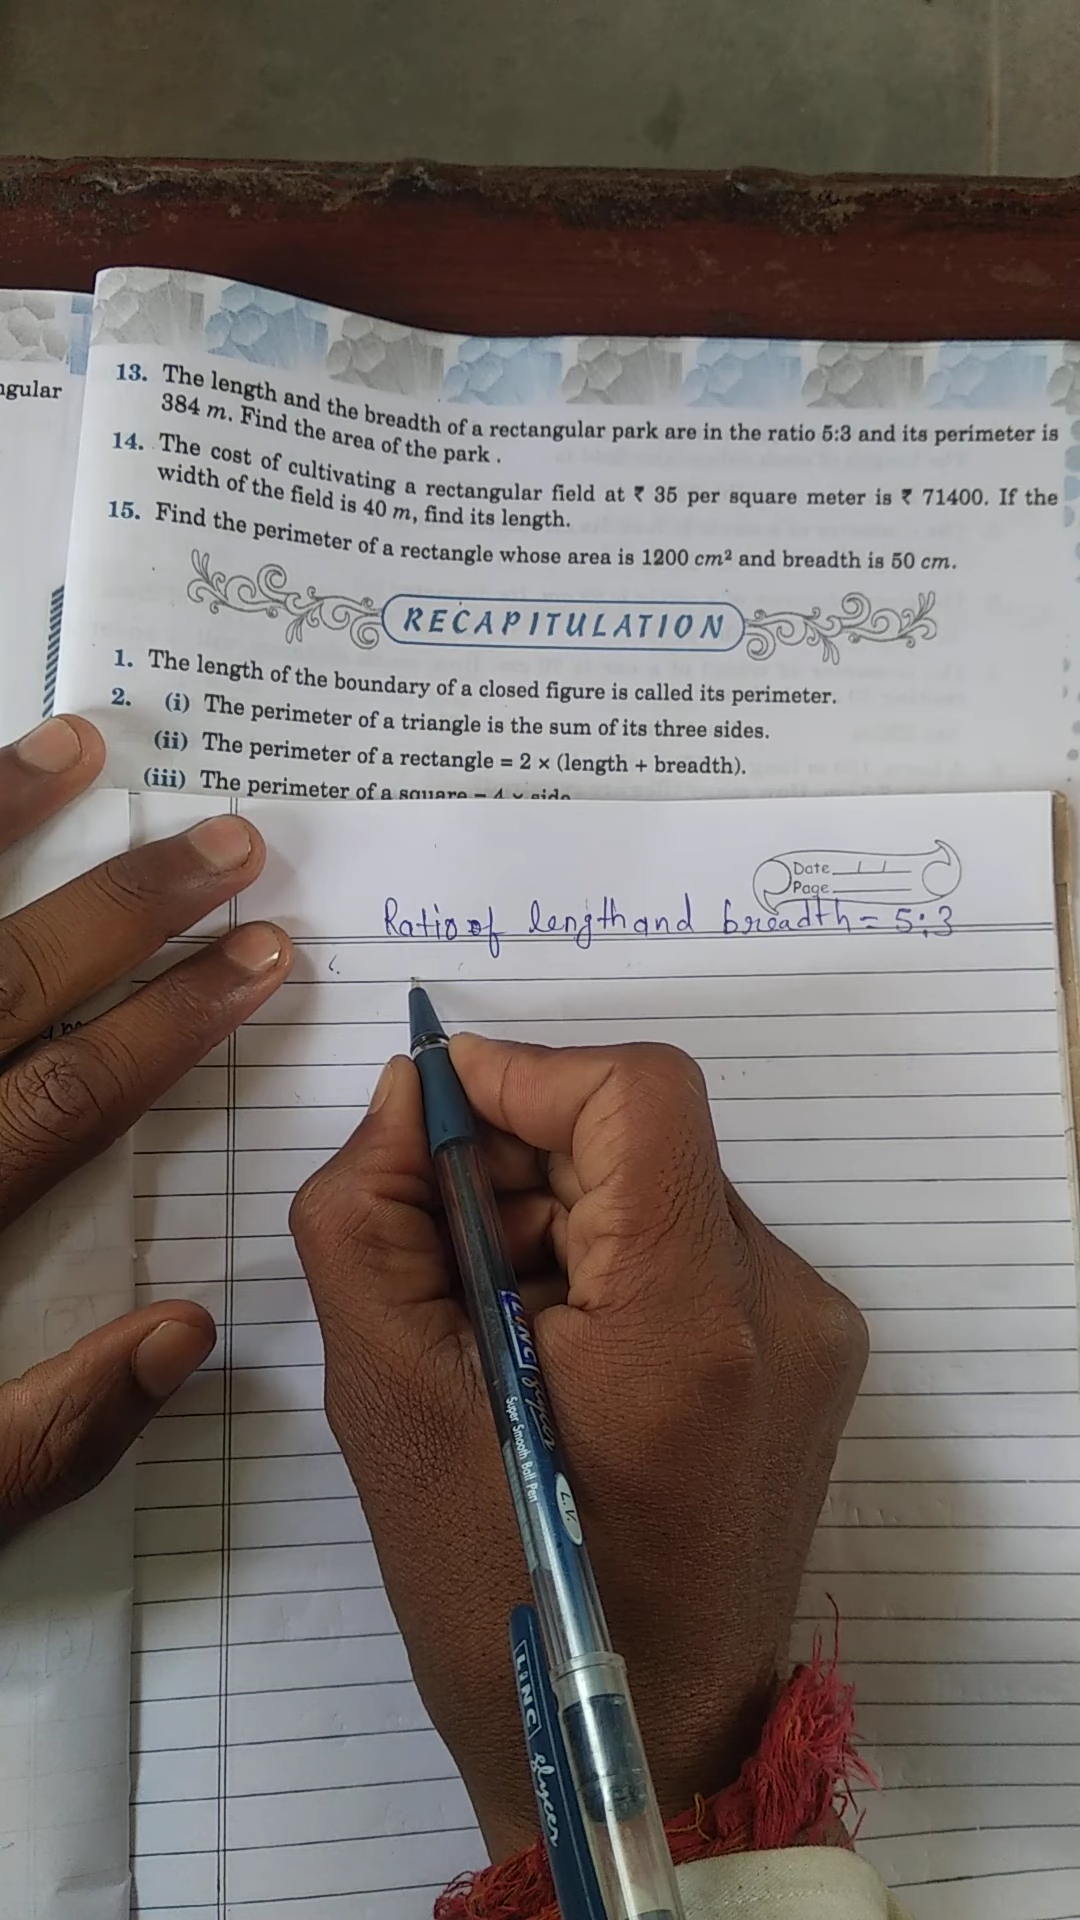 ngular
13. The length and the breadth of a rectangular park are in the ratio 5:3 and its perimeter is
384 m. Find the area of the park .
14. The cost of cultivating a rectangular field at ₹ 35 per square meter is ₹ 71400. If the
width of the field is 40 m, find its length.
15. Find the perimeter of a rectangle whose area is 1200 cm² and breadth is 50 cm.
RECAPITULATION
1. The length of the boundary of a closed figure is called its perimeter.
2. (i) The perimeter of a triangle is the sum of its three sides.
(ii) The perimeter of a rectangle = 2 × (length + breadth).
(iii) The perimeter of a square = 4 × side
Date
Page
Ratio of length and breadth = 5:3
LINC glycer
Super Smooth Ball Pen
L.V.
LINC glycer